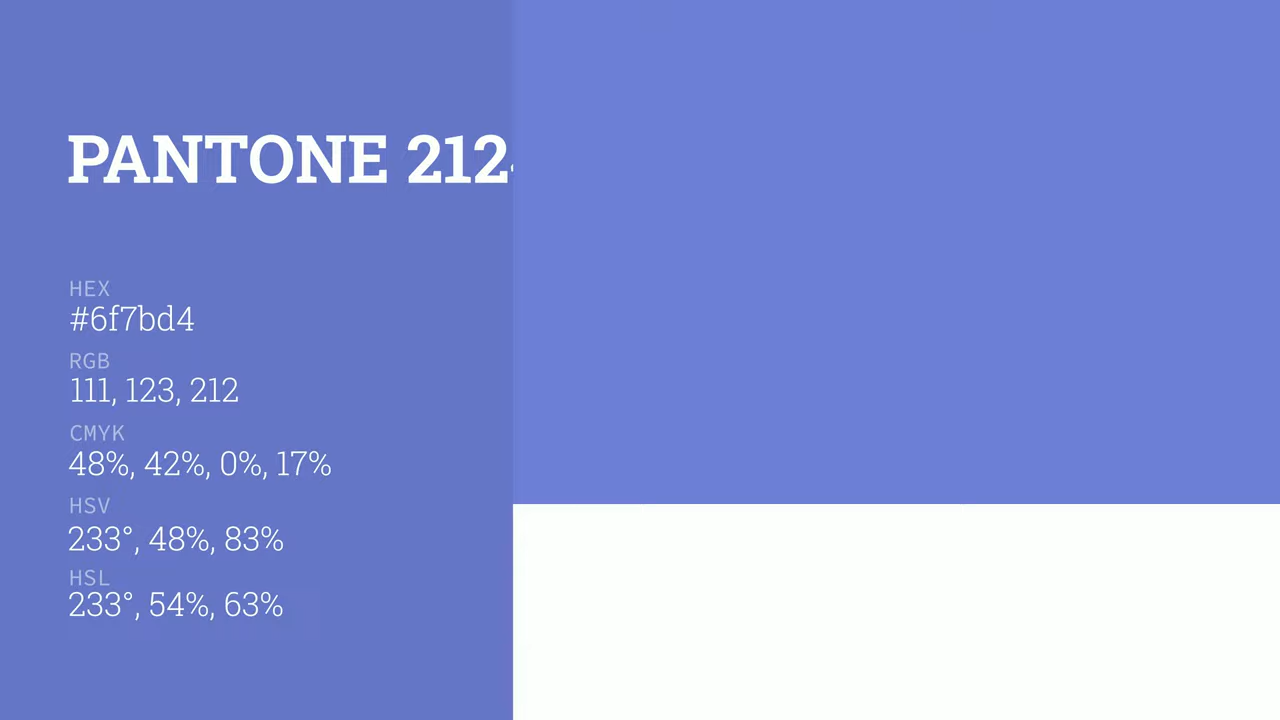 PANTONE 212
HEX
#6f7bd4
RGB
111, 123, 212
CMYK
48%, 42%, 0%, 17%
HSV
233°, 48%, 83%
HSL
233°, 54%, 63%